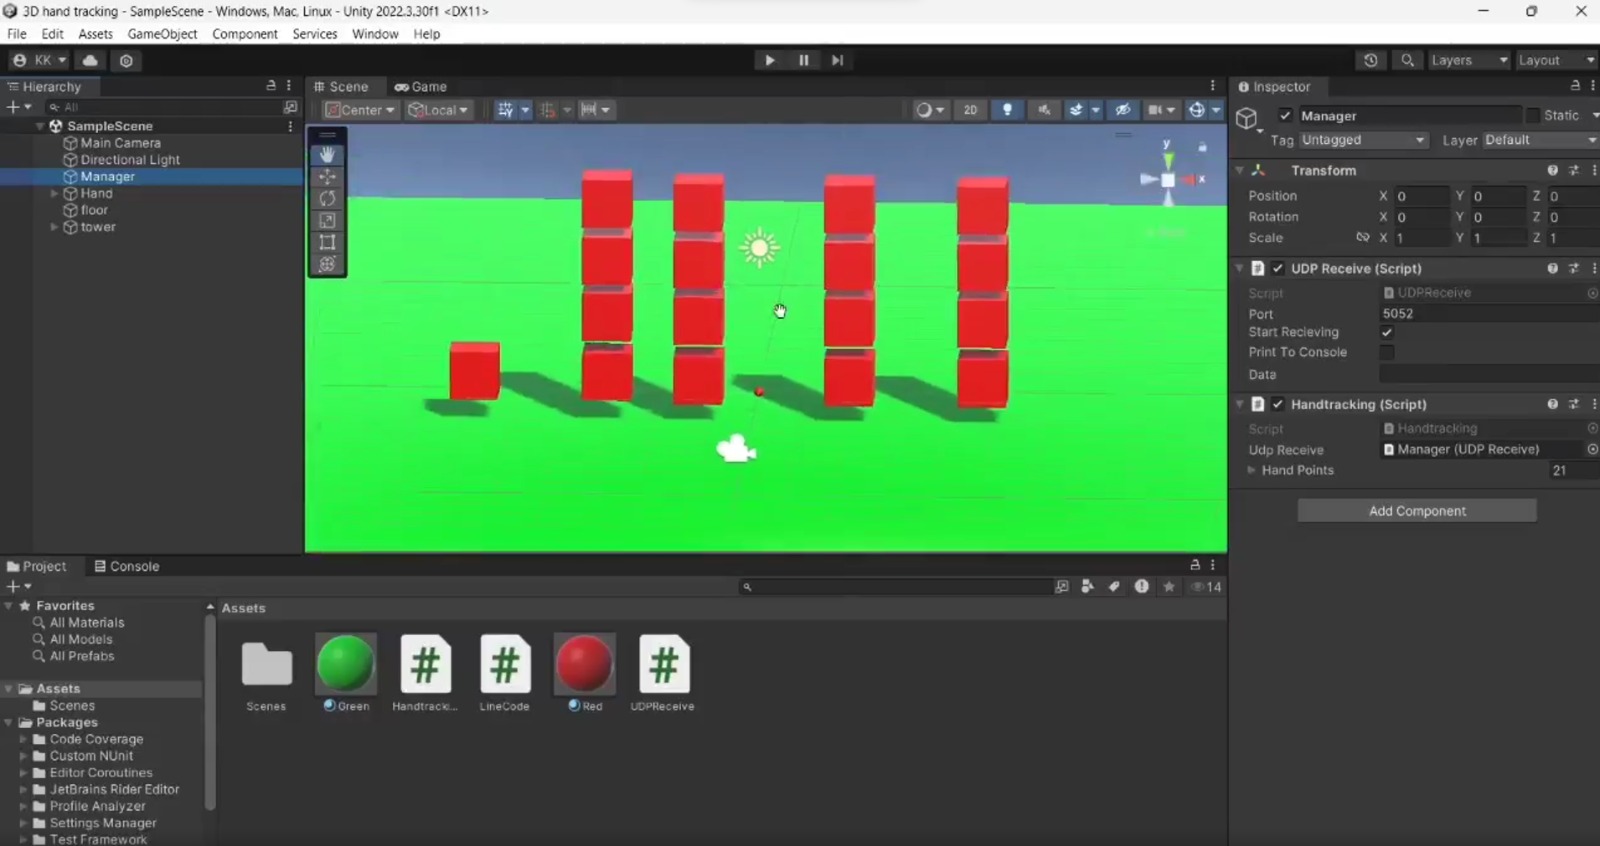 3D hand tracking - SampleScene - Windows, Mac, Linux - Unity 2022.3.30f1 <DX11>
File Edit Assets GameObject Component Services Window Help
KK Layers Layout
Hierarchy
All
SampleScene
Main Camera
Directional Light
Manager
Hand
floor
tower
Scene Game
Center Local 2D
y
x
Inspector
Manager Static
Tag Untagged Layer Default
Transform
Position X 0 Y 0 Z 0
Rotation X 0 Y 0 Z 0
Scale X 1 Y 1 Z 1
UDP Receive (Script)
Script UDPReceive
Port 5052
Start Recieving
Print To Console
Data
Handtracking (Script)
Script Handtracking
Udp Receive Manager (UDP Receive)
Hand Points 21
Add Component
Project Console
14
Favorites
All Materials
All Models
All Prefabs
Assets
Scenes
Packages
Code Coverage
Custom NUnit
Editor Coroutines
JetBrains Rider Editor
Profile Analyzer
Settings Manager
Test Framework
Assets
# # #
Scenes Green Handtracki... LineCode Red UDPReceive